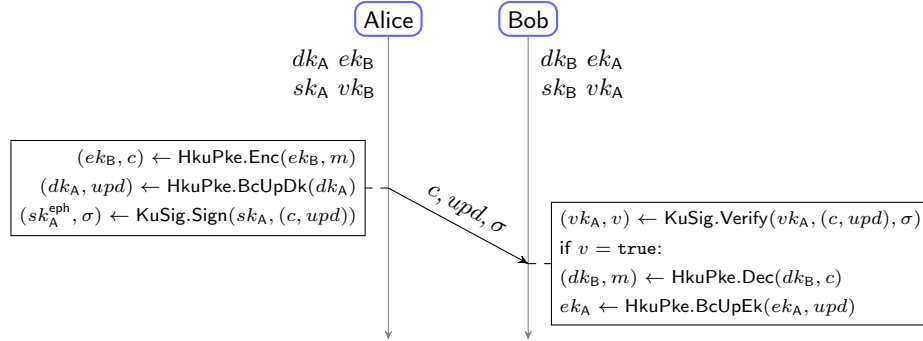 Alice Bob
dk_A ek_B dk_B ek_A
sk_A vk_B sk_B vk_A
(ek_B, c) ← HkuPke.Enc(ek_B, m)
(dk_A, upd) ← HkuPke.BcUpDk(dk_A)
(sk_A^eph, σ) ← KuSig.Sign(sk_A, (c, upd))
c, upd, σ
(vk_A, v) ← KuSig.Verify(vk_A, (c, upd), σ)
if v = true:
(dk_B, m) ← HkuPke.Dec(dk_B, c)
ek_A ← HkuPke.BcUpEk(ek_A, upd)